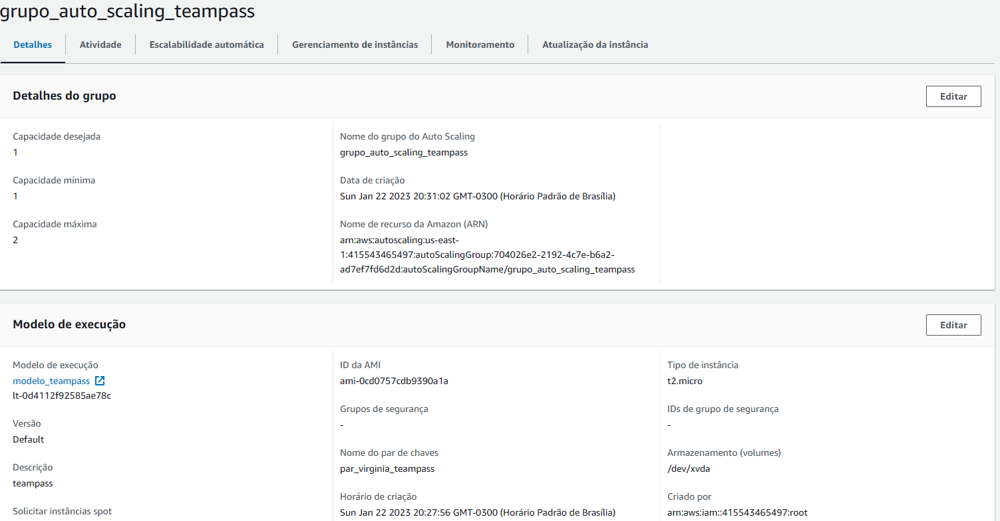 grupo_auto_scaling_teampass
Detalhes
Atividade
Escalabilidade automática
Gerenciamento de instâncias
Monitoramento
Atualização da instância
Detalhes do grupo
Editar
Capacidade desejada
1
Capacidade mínima
1
Capacidade máxima
2
Nome do grupo do Auto Scaling
grupo_auto_scaling_teampass
Data de criação
Sun Jan 22 2023 20:31:02 GMT-0300 (Horário Padrão de Brasília)
Nome de recurso da Amazon (ARN)
arn:aws:autoscaling:us-east-
1:415543465497:autoScalingGroup:704026e2-2192-4c7e-b6a2-
ad7ef7fd6d2d:autoScalingGroupName/grupo_auto_scaling_teampass
Modelo de execução
Editar
Modelo de execução
modelo_teampass
lt-0d4112f92585ae78c
Versão
Default
Descrição
teampass
Solicitar instâncias spot
ID da AMI
ami-0cd0757cdb9390a1a
Grupos de segurança
-
Nome do par de chaves
par_virginia_teampass
Horário de criação
Sun Jan 22 2023 20:27:56 GMT-0300 (Horário Padrão de Brasília)
Tipo de instância
t2.micro
IDs de grupo de segurança
-
Armazenamento (volumes)
/dev/xvda
Criado por
arn:aws:iam::415543465497:root